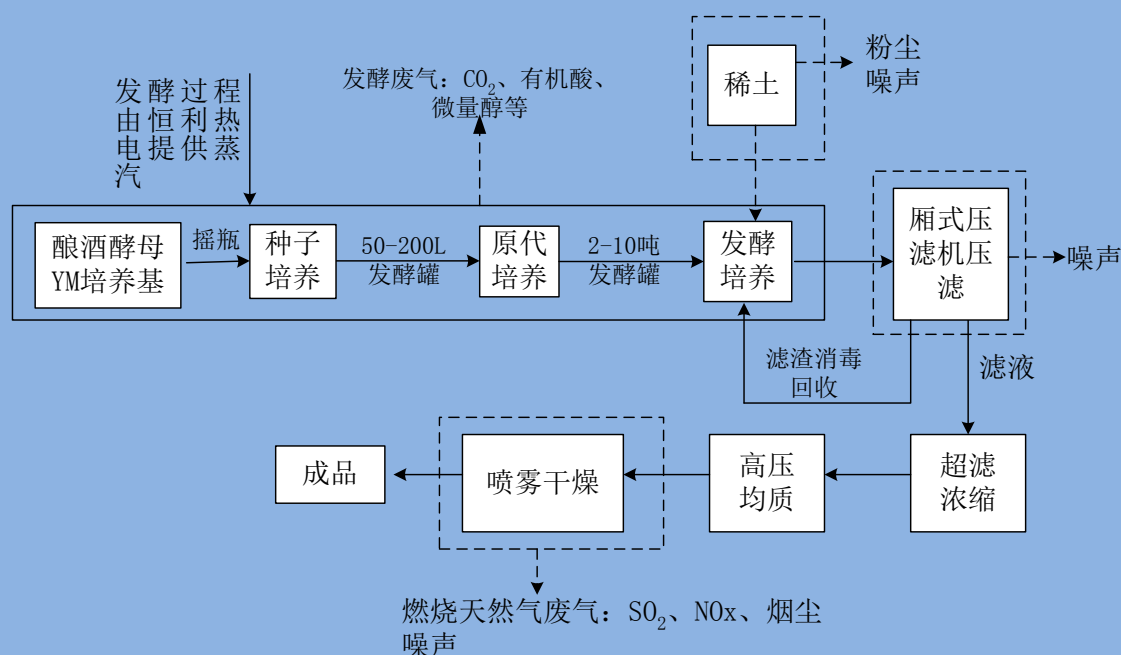 发酵过程
由恒利热
电提供蒸
汽
发酵废气：CO₂、有机酸、
微量醇等
稀土
粉尘
噪声
酿酒酵母
YM培养基
摇瓶
种子
培养
50-200L
发酵罐
原代
培养
2-10吨
发酵罐
发酵
培养
厢式压
滤机压
滤
噪声
滤渣消毒
回收
滤液
成品
喷雾干燥
高压
均质
超滤
浓缩
燃烧天然气废气：SO₂、NOx、烟尘
噪声